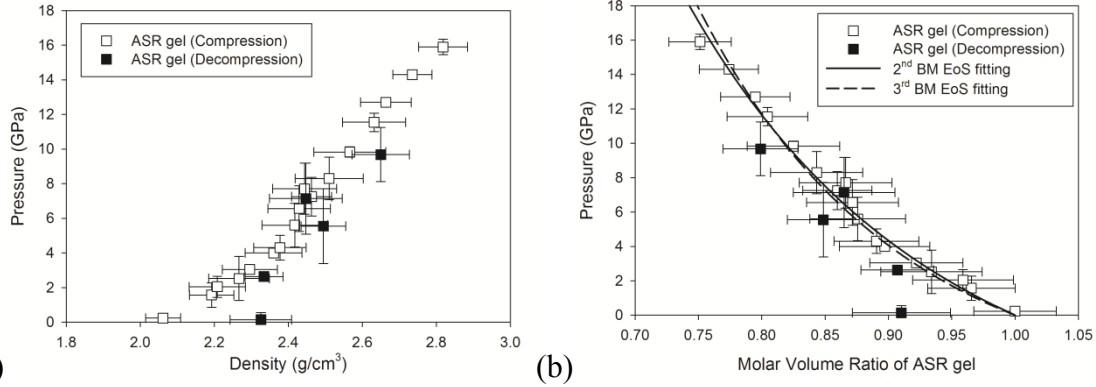 18
16
14
12
10
8
6
4
2
0
Pressure (GPa)
ASR gel (Compression)
ASR gel (Decompression)
1.8 2.0 2.2 2.4 2.6 2.8 3.0
Density (g/cm³)
)
(b)
18
16
14
12
10
8
6
4
2
0
Pressure (GPa)
ASR gel (Compression)
ASR gel (Decompression)
2nd BM EoS fitting
3rd BM EoS fitting
0.70 0.75 0.80 0.85 0.90 0.95 1.00 1.05
Molar Volume Ratio of ASR gel